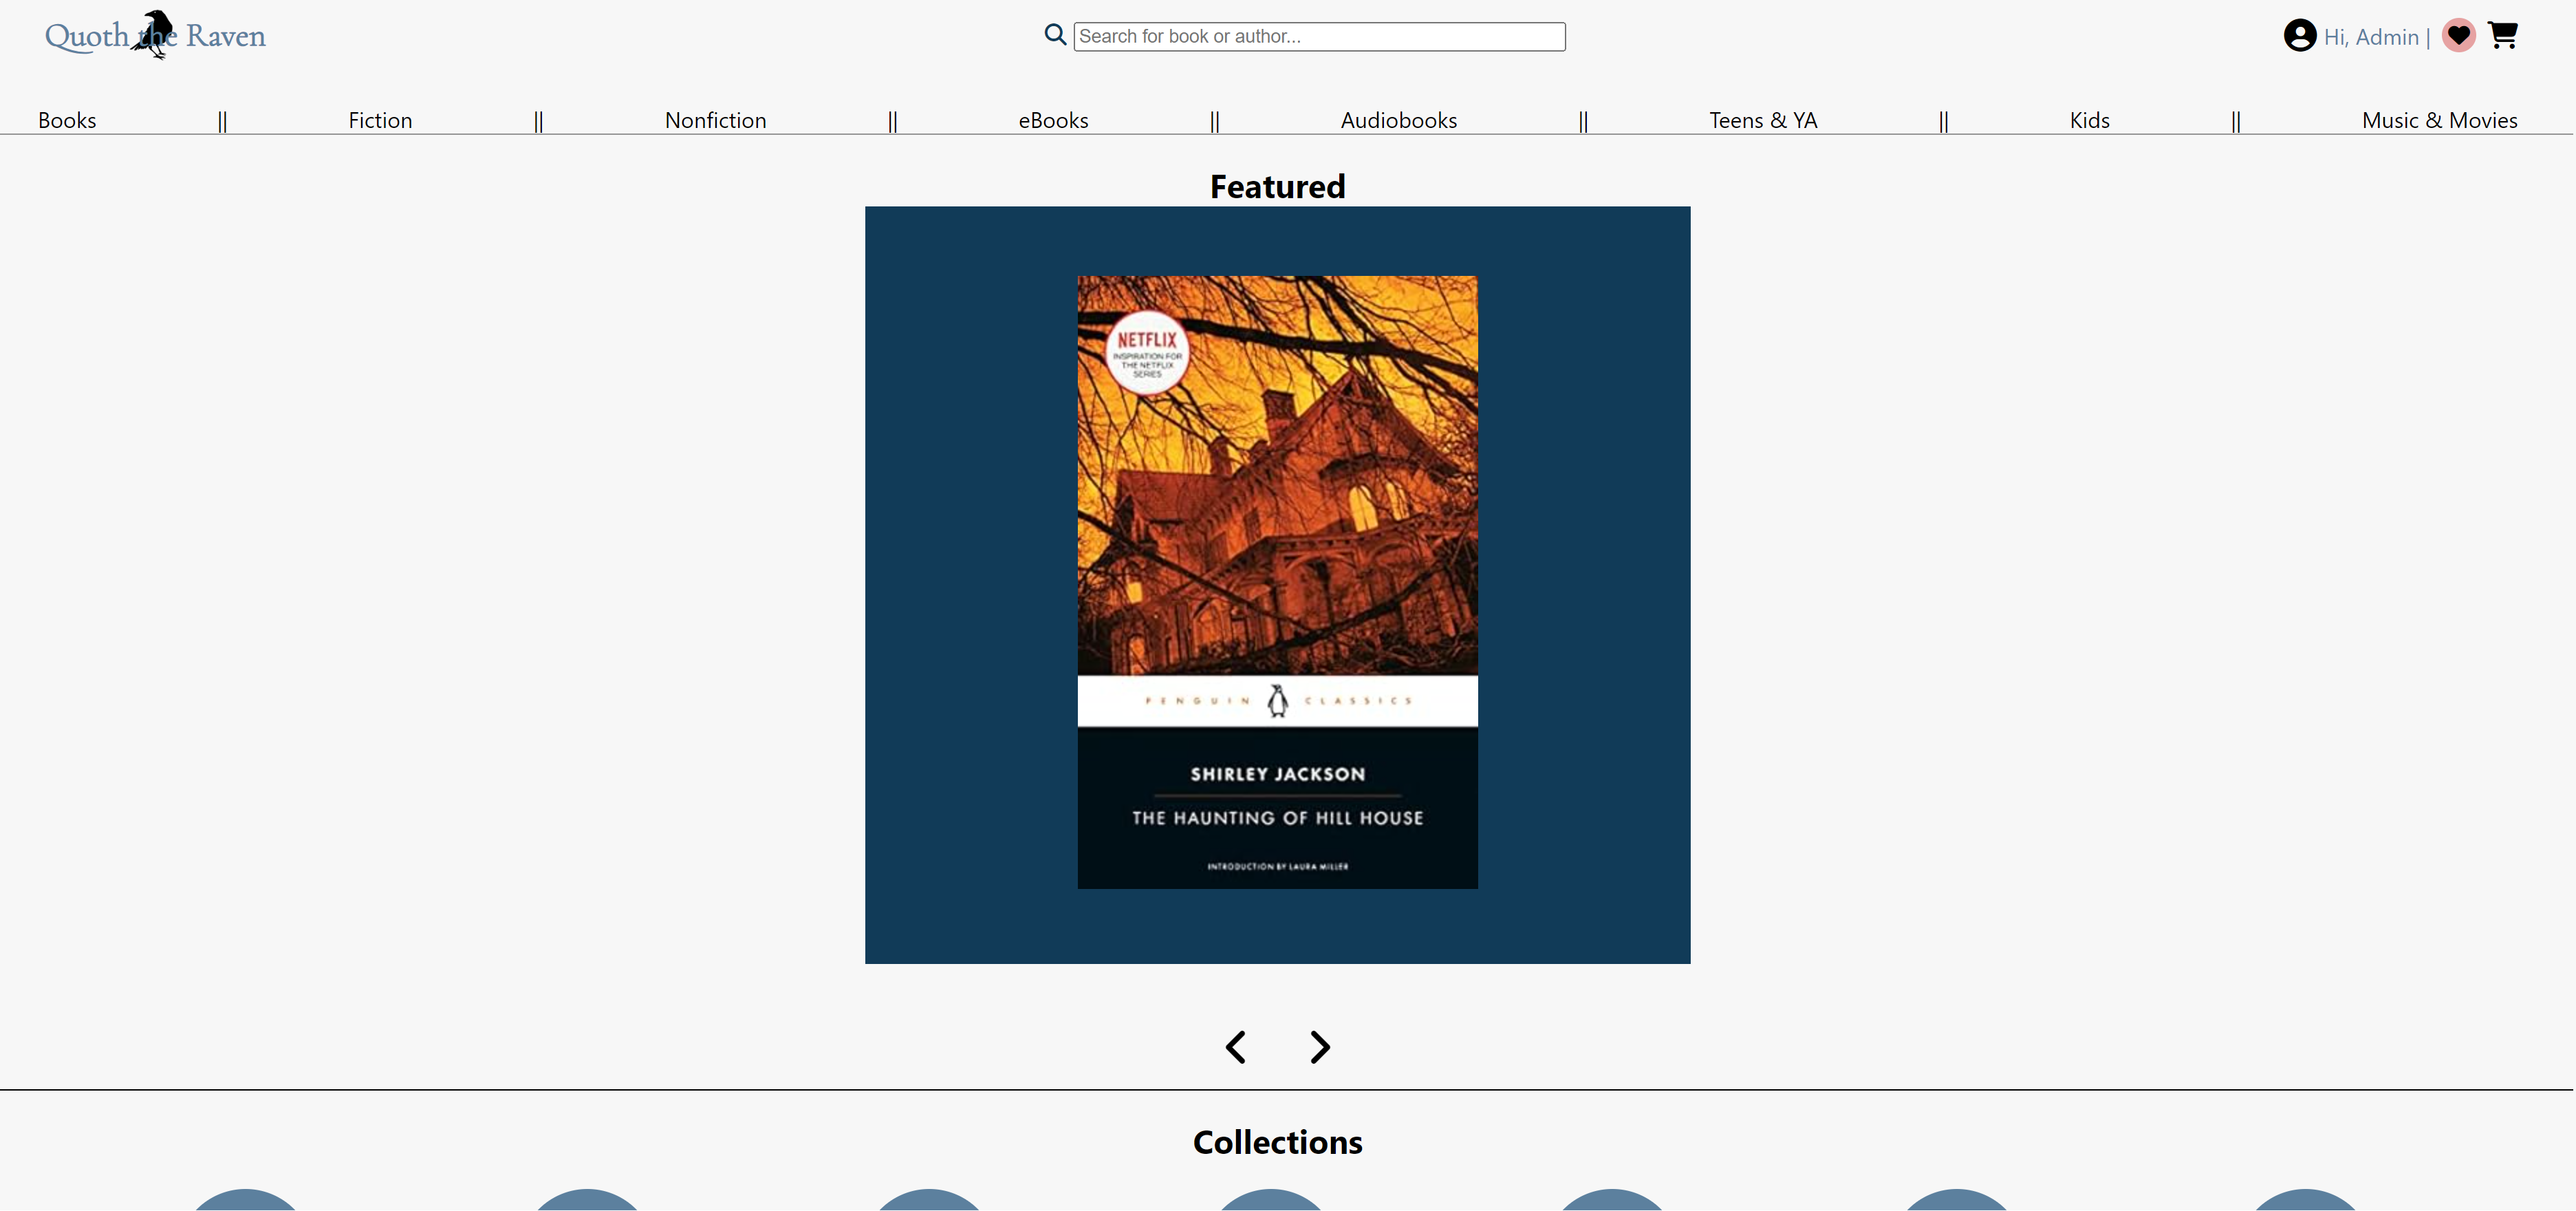 Quoth the Raven
Search for book or author...
Hi, Admin |
Books || Fiction || Nonfiction || eBooks || Audiobooks || Teens & YA || Kids || Music & Movies
Featured
NETFLIX
INSPIRATION FOR
THE NETFLIX
SERIES
PENGUIN CLASSICS
SHIRLEY JACKSON
THE HAUNTING OF HILL HOUSE
INTRODUCTION BY LAURA MILLER
Collections